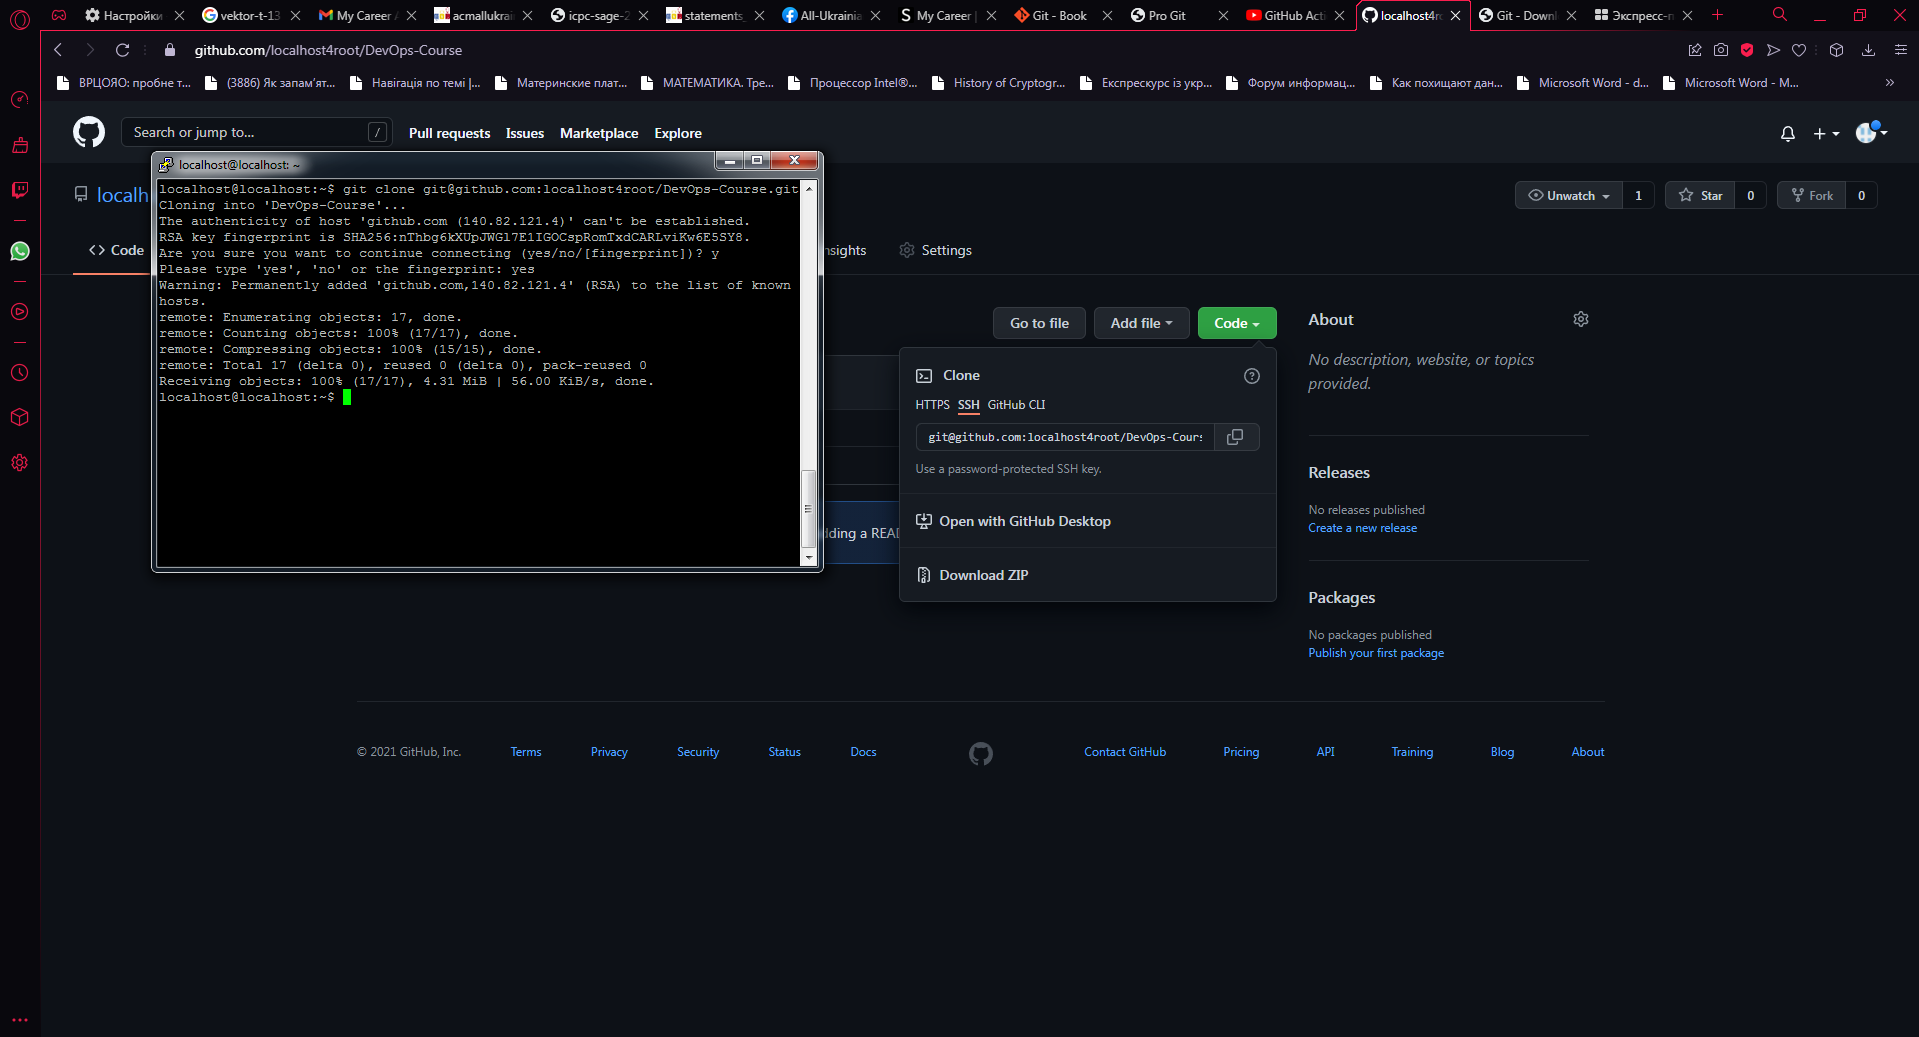 Настройки
vektor-t-13
My Career A
acmallukrai
icpc-sage-2
statements_
All-Ukrainia
My Career |
Git - Book
Pro Git
GitHub Acti
localhost4ro
Git - Downl
Экспресс-п
github.com/localhost4root/DevOps-Course
ВРЦОЯО: пробне т...
(3886) Як запам'ят...
Навігація по темі |...
Материнские плат...
МАТЕМАТИКА. Тре...
Процессор Intel®...
History of Cryptogr...
Експрескурс із укр...
Форум информац...
Как похищают дан...
Microsoft Word - d...
Microsoft Word - M...
Search or jump to...
/
Pull requests
Issues
Marketplace
Explore
localhost@localhost: ~
localhost@localhost:~$ git clone git@github.com:localhost4root/DevOps-Course.git
Cloning into 'DevOps-Course'...
The authenticity of host 'github.com (140.82.121.4)' can't be established.
RSA key fingerprint is SHA256:nThbg6kXUpJWGl7E1IGOCspRomTxdCARLviKw6E5SY8.
Are you sure you want to continue connecting (yes/no/[fingerprint])? y
Please type 'yes', 'no' or the fingerprint: yes
Warning: Permanently added 'github.com,140.82.121.4' (RSA) to the list of known
hosts.
remote: Enumerating objects: 17, done.
remote: Counting objects: 100% (17/17), done.
remote: Compressing objects: 100% (15/15), done.
remote: Total 17 (delta 0), reused 0 (delta 0), pack-reused 0
Receiving objects: 100% (17/17), 4.31 MiB | 56.00 KiB/s, done.
localhost@localhost:~$
localh
Unwatch
1
Star
0
Fork
0
Code
nsights
Settings
Go to file
Add file
Code
Clone
HTTPS
SSH
GitHub CLI
git@github.com:localhost4root/DevOps-Cours
Use a password-protected SSH key.
Open with GitHub Desktop
Download ZIP
dding a REA
About
No description, website, or topics
provided.
Releases
No releases published
Create a new release
Packages
No packages published
Publish your first package
© 2021 GitHub, Inc.
Terms
Privacy
Security
Status
Docs
Contact GitHub
Pricing
API
Training
Blog
About